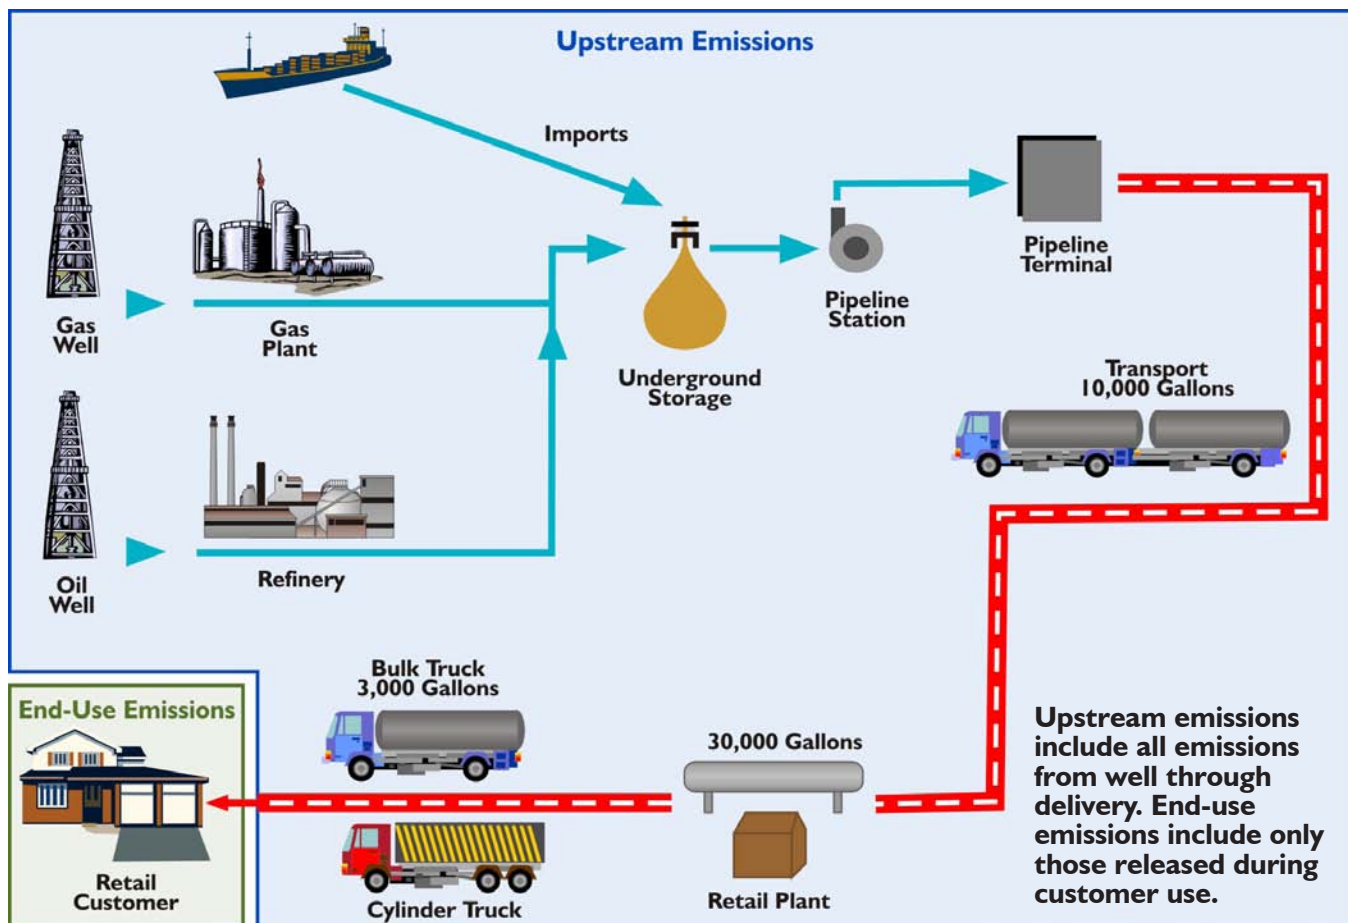 Upstream Emissions
Imports
Gas
Well
Gas
Plant
Underground
Storage
Pipeline
Station
Pipeline
Terminal
Transport
10,000 Gallons
Oil
Well
Refinery
End-Use Emissions
Retail
Customer
Bulk Truck
3,000 Gallons
Cylinder Truck
30,000 Gallons
Retail Plant
Upstream emissions
include all emissions
from well through
delivery. End-use
emissions include only
those released during
customer use.